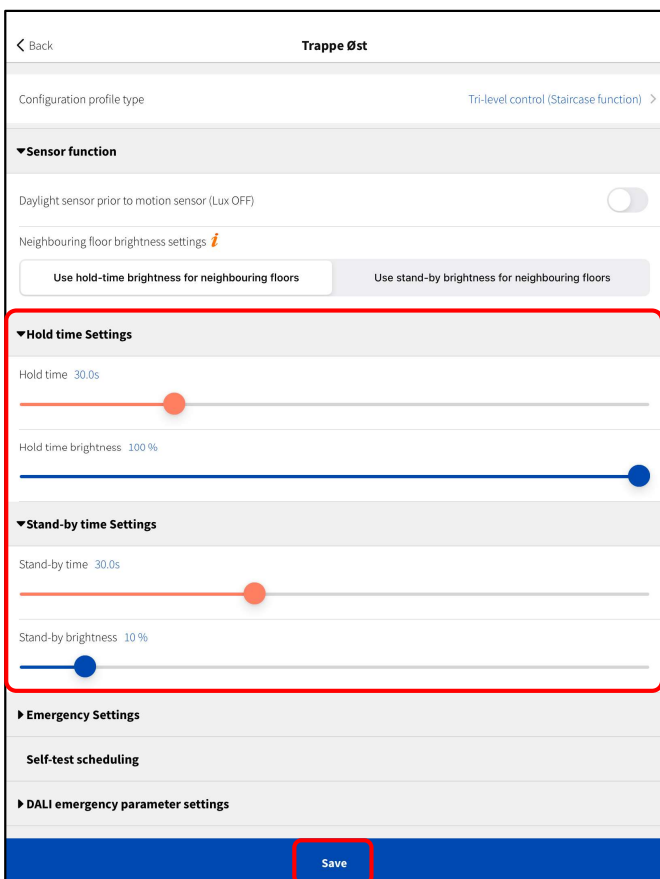 Back
Trappe Øst
Configuration profile type
Tri-level control (Staircase function)
Sensor function
Daylight sensor prior to motion sensor (Lux OFF)
Neighbouring floor brightness settings i
Use hold-time brightness for neighbouring floors
Use stand-by brightness for neighbouring floors
Hold time Settings
Hold time 30.0s
Hold time brightness 100 %
Stand-by time Settings
Stand-by time 30.0s
Stand-by brightness 10 %
Emergency Settings
Self-test scheduling
DALI emergency parameter settings
Save